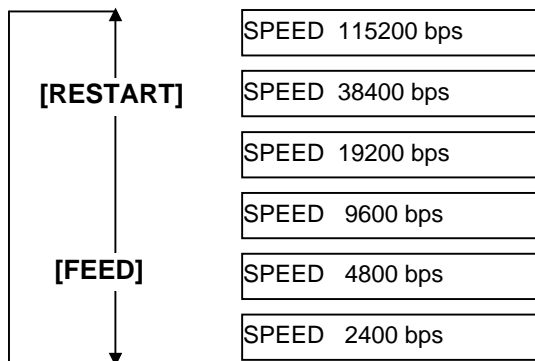 SPEED 115200 bps
[RESTART]
SPEED 38400 bps
SPEED 19200 bps
SPEED 9600 bps
[FEED]
SPEED 4800 bps
SPEED 2400 bps